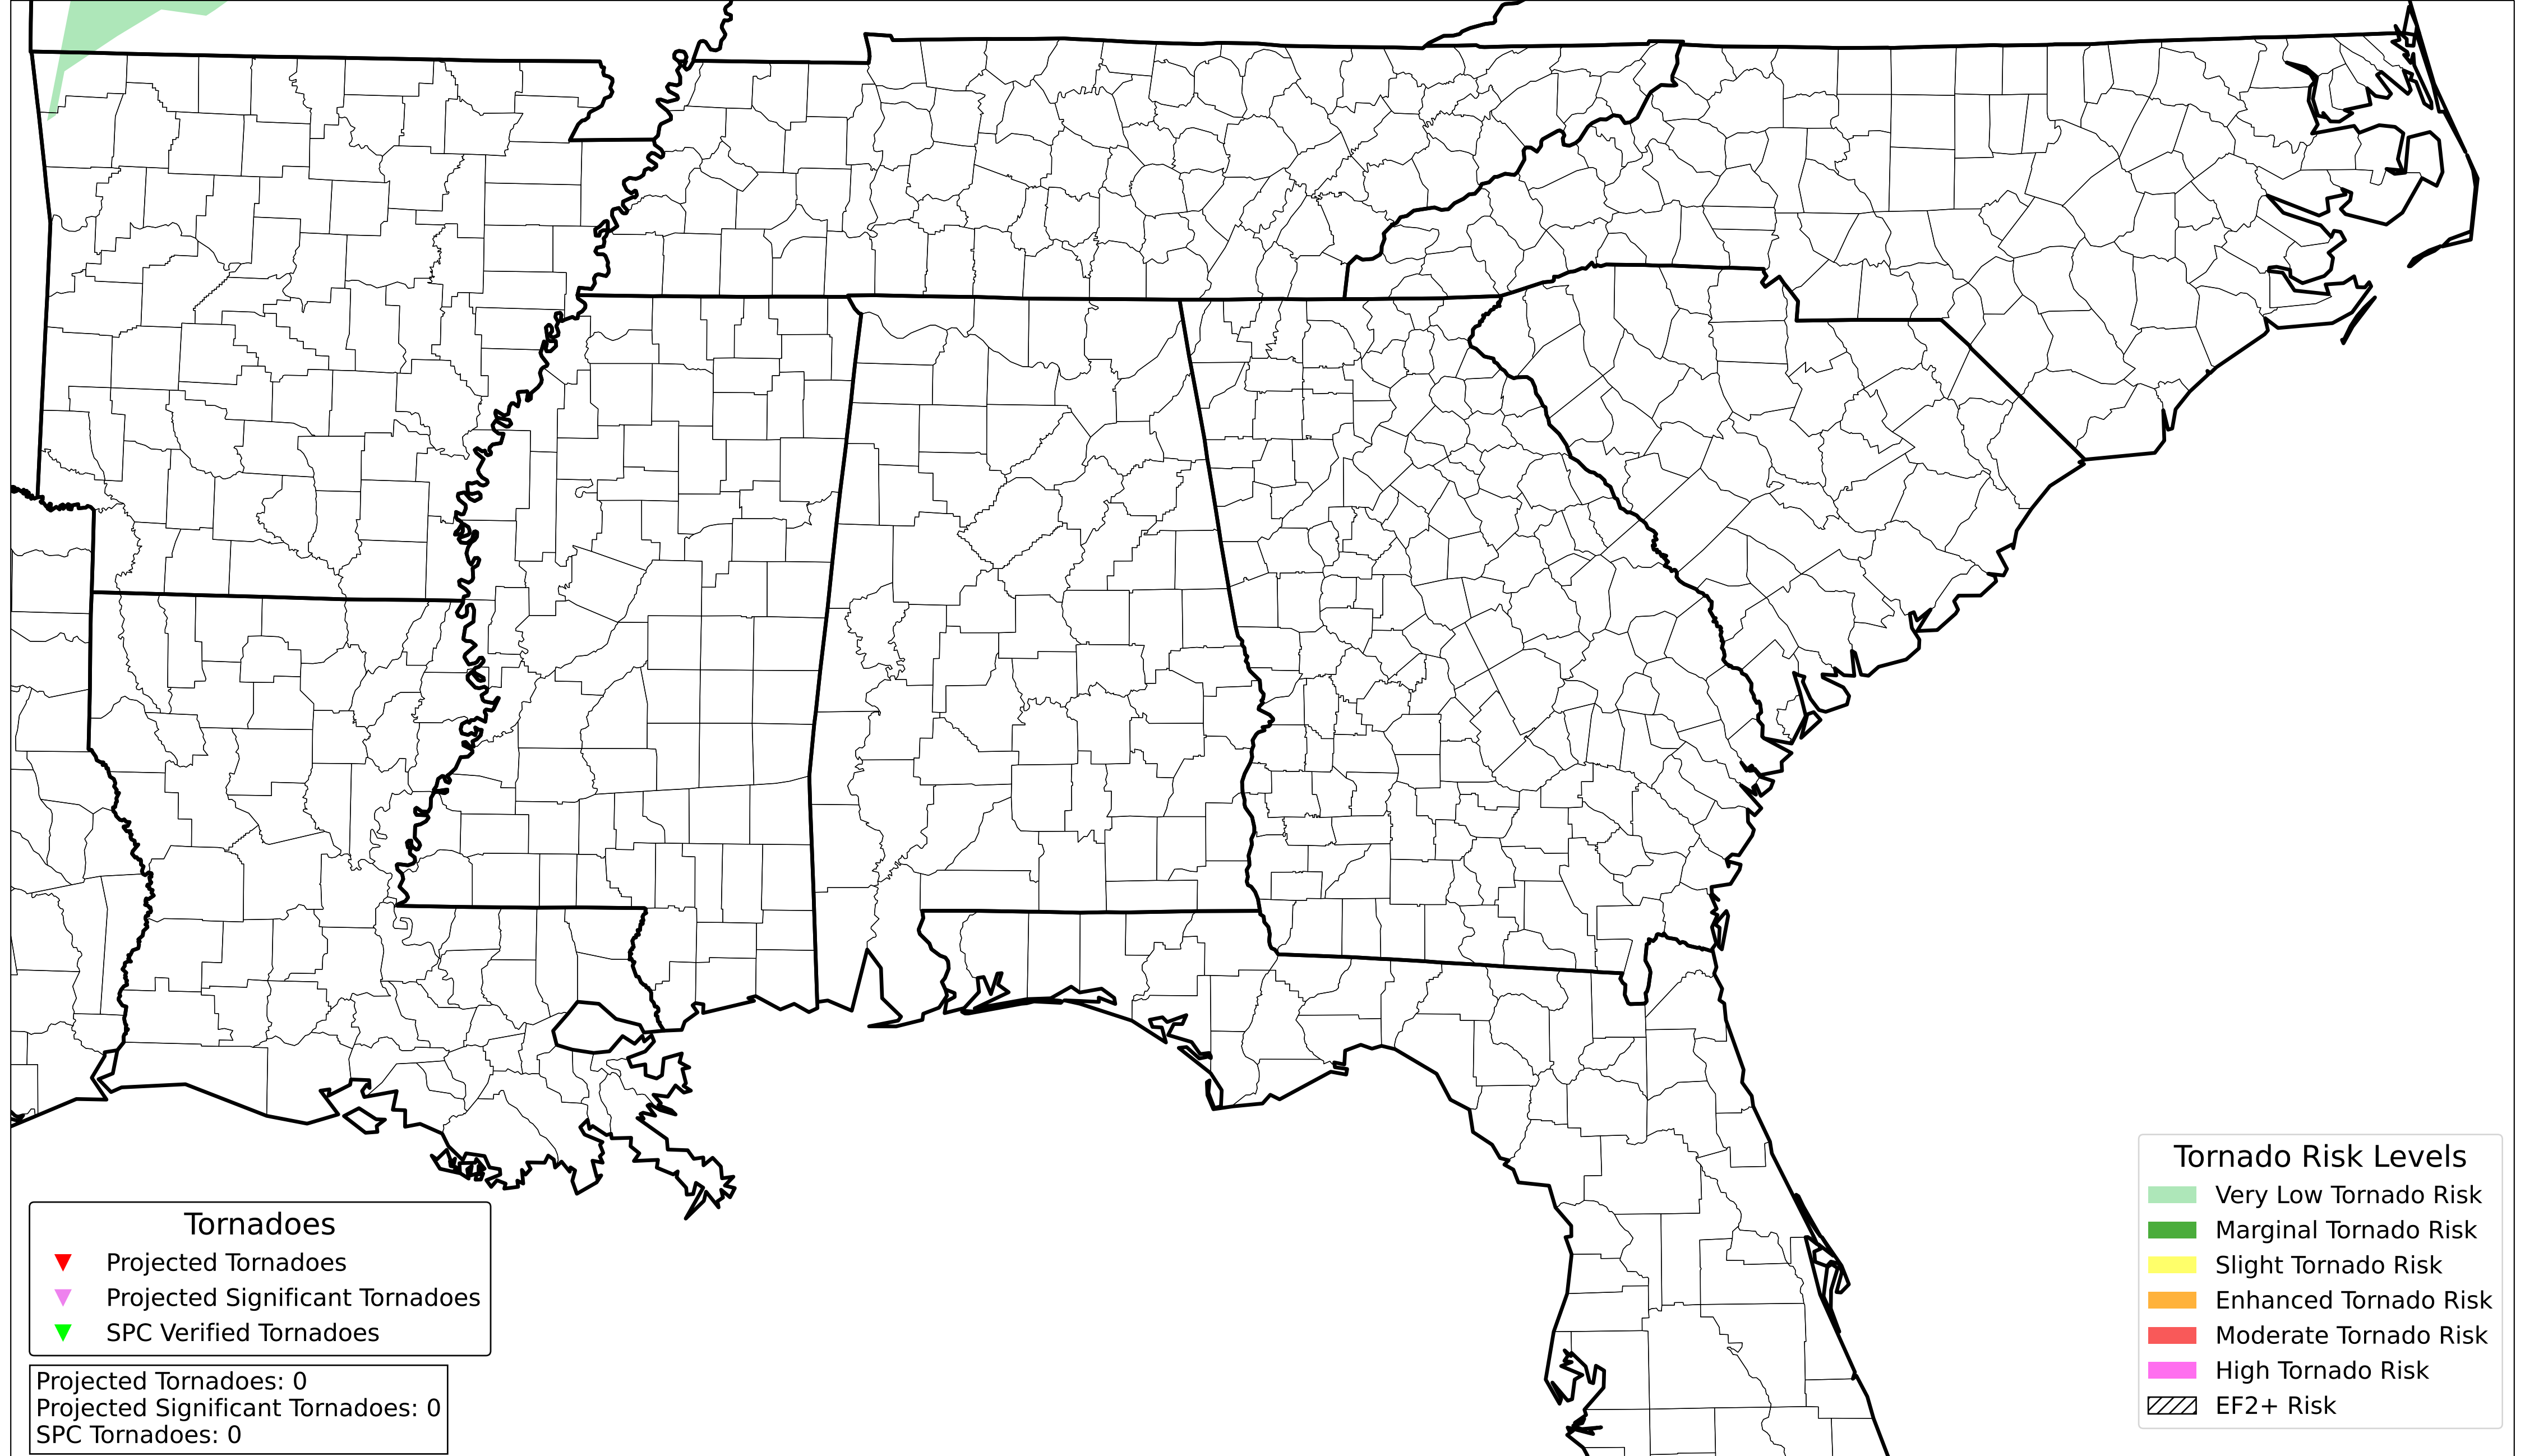 Tornadoes
Projected Tornadoes
Projected Significant Tornadoes
SPC Verified Tornadoes
Projected Tornadoes: 0
Projected Significant Tornadoes: 0
SPC Tornadoes: 0
Tornado Risk Levels
Very Low Tornado Risk
Marginal Tornado Risk
Slight Tornado Risk
Enhanced Tornado Risk
Moderate Tornado Risk
High Tornado Risk
EF2+ Risk